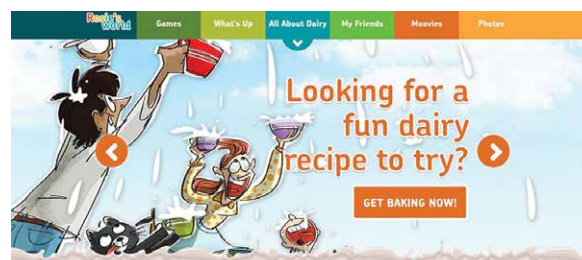 Rosie's World
Games
What's Up
All About Dairy
My Friends
Moovies
Photos
Looking for a
fun dairy
recipe to try?
GET BAKING NOW!